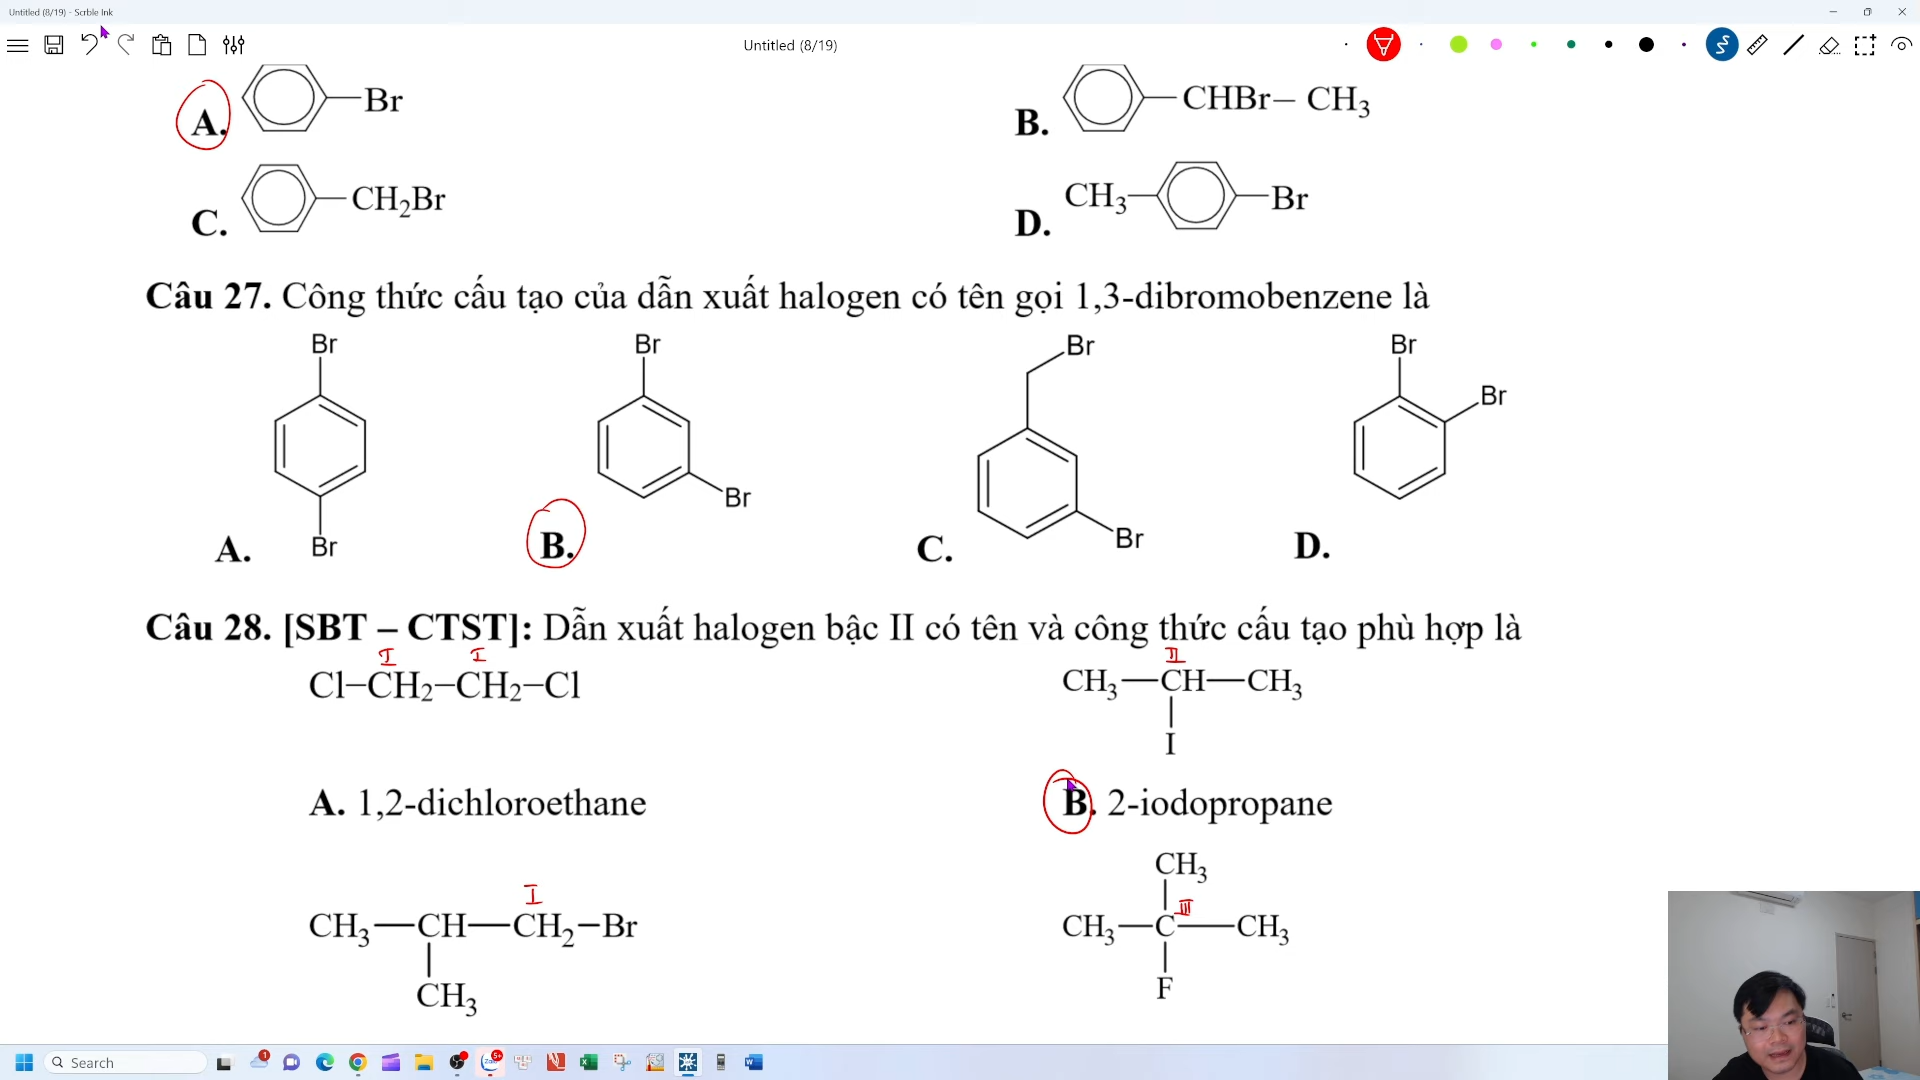 Untitled (8/19) - Scrble Ink
Untitled (8/19)
A. Br
B. CHBr– CH3
C. CH2Br
D. CH3 Br
Câu 27. Công thức cấu tạo của dẫn xuất halogen có tên gọi 1,3-dibromobenzene là
Br Br Br Br
Br
Br
Br
Br
A. B. C. D.
Câu 28. [SBT – CTST]: Dẫn xuất halogen bậc II có tên và công thức cấu tạo phù hợp là
I I II
Cl–CH2–CH2–Cl CH3—CH—CH3
I
A. 1,2-dichloroethane B. 2-iodopropane
CH3
I III
CH3—CH—CH2–Br CH3—C—CH3
CH3 F
Search